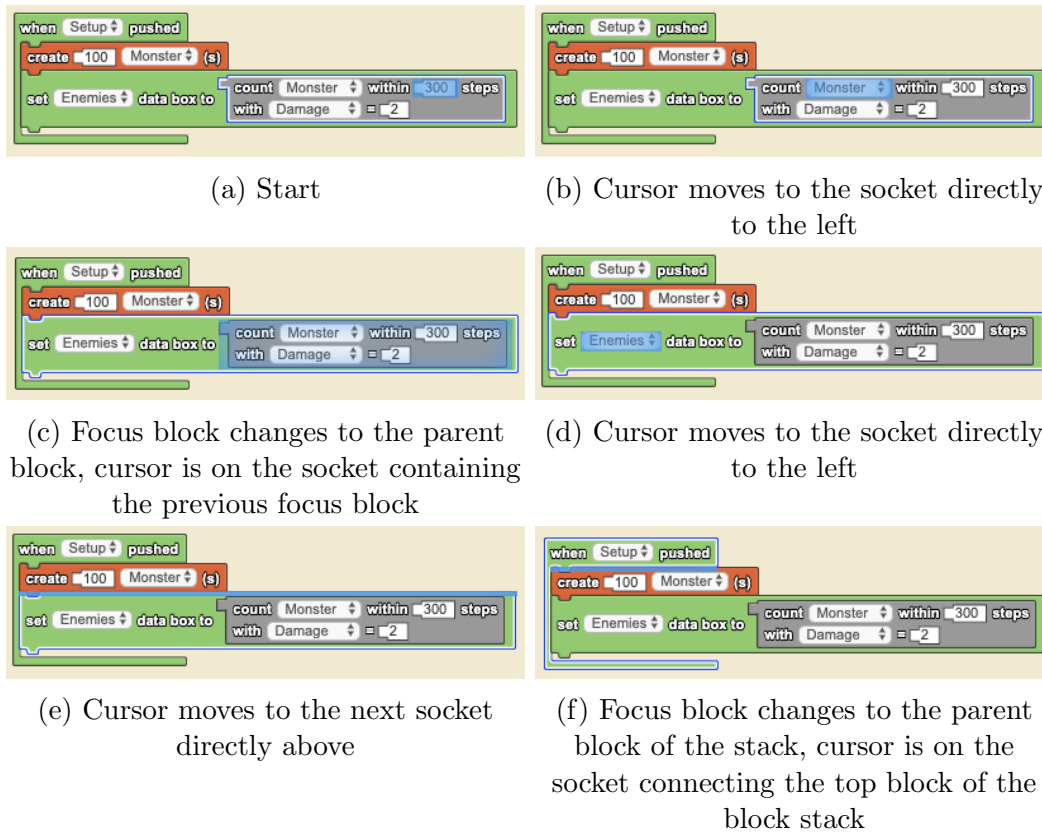 when Setup pushed
create 100 Monster (s)
set Enemies data box to count Monster within 300 steps
with Damage = 2
(a) Start
when Setup pushed
create 100 Monster (s)
set Enemies data box to count Monster within 300 steps
with Damage = 2
(b) Cursor moves to the socket directly
to the left
when Setup pushed
create 100 Monster (s)
set Enemies data box to count Monster within 300 steps
with Damage = 2
(c) Focus block changes to the parent
block, cursor is on the socket containing
the previous focus block
when Setup pushed
create 100 Monster (s)
set Enemies data box to count Monster within 300 steps
with Damage = 2
(d) Cursor moves to the socket directly
to the left
when Setup pushed
create 100 Monster (s)
set Enemies data box to count Monster within 300 steps
with Damage = 2
(e) Cursor moves to the next socket
directly above
when Setup pushed
create 100 Monster (s)
set Enemies data box to count Monster within 300 steps
with Damage = 2
(f) Focus block changes to the parent
block of the stack, cursor is on the
socket connecting the top block of the
block stack